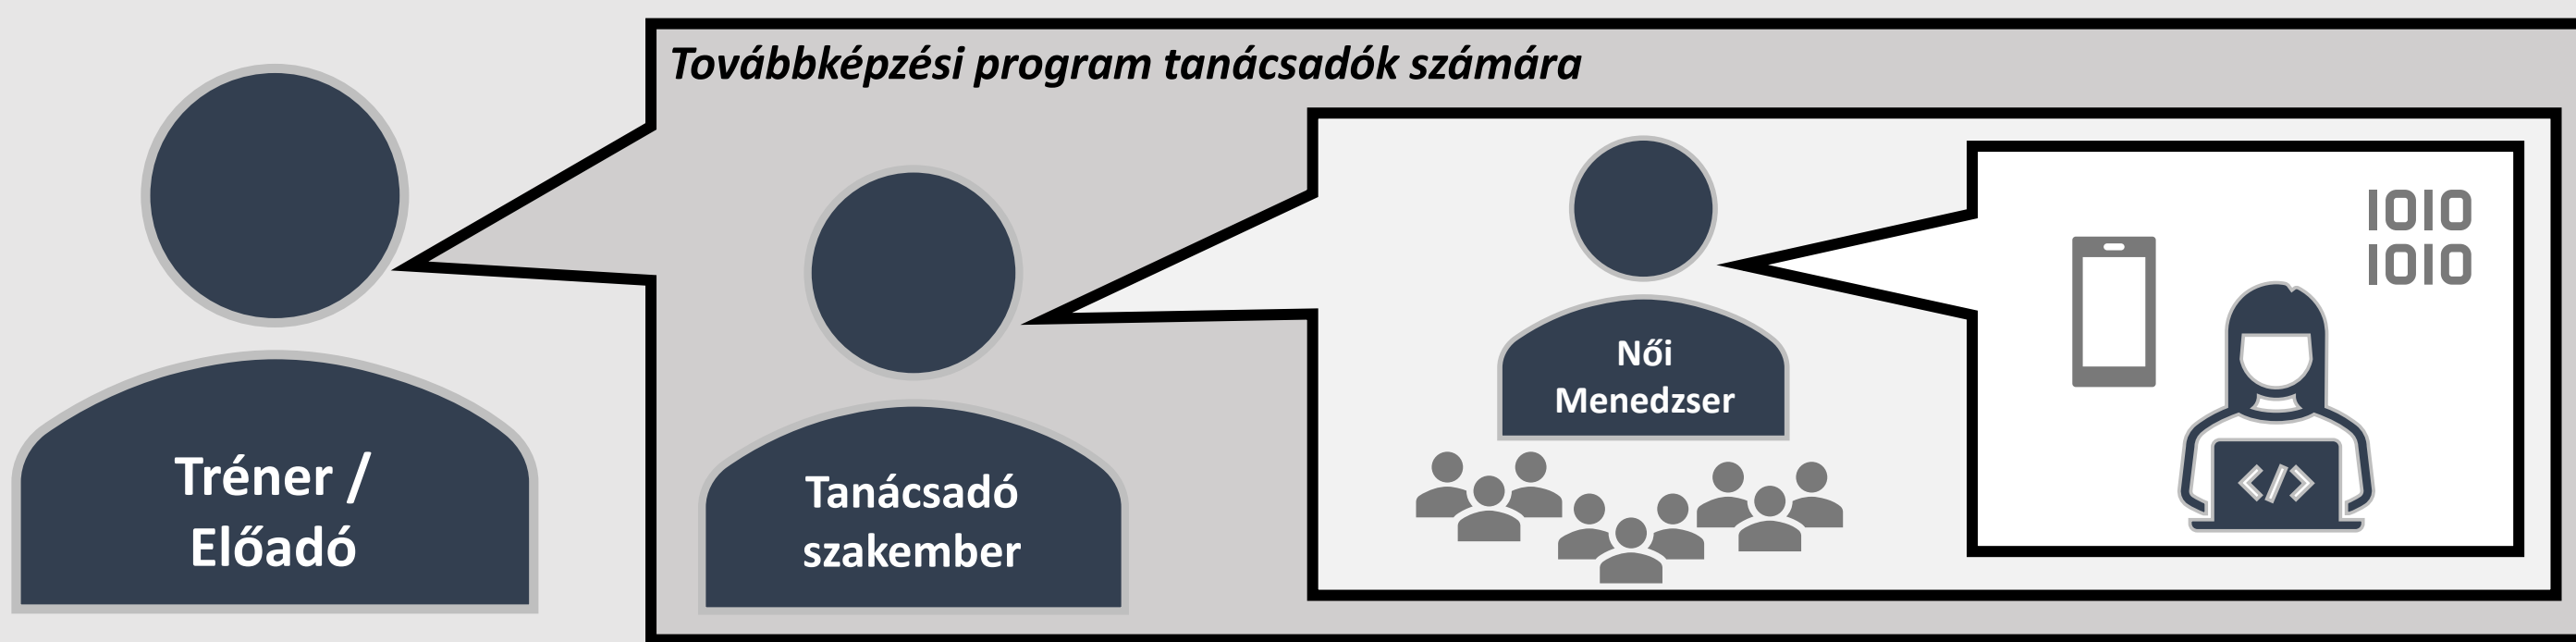 Továbbképzési program tanácsadók számára
Tréner /
Előadó
Tanácsadó
szakember
Női
Menedzser
1010
1010
</>